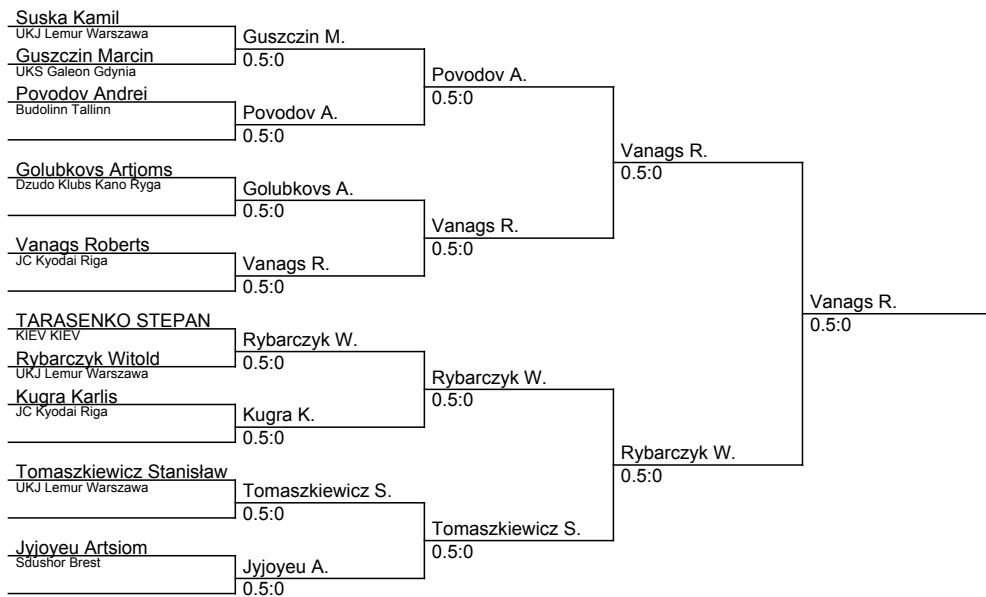 Suska Kamil
UKJ Lemur Warszawa
Guszczin Marcin
UKS Galeon Gdynia
Povodov Andrei
Budolinn Tallinn
Golubkovs Artjoms
Dzudo Klubs Kano Ryga
Vanags Roberts
JC Kyodai Riga
TARASENKO STEPAN
KIEV KIEV
Rybarczyk Witold
UKJ Lemur Warszawa
Kugra Karlis
JC Kyodai Riga
Tomaszkiewicz Stanisław
UKJ Lemur Warszawa
Jyjoyeu Artsiom
Sdushor Brest
Guszczin M.
0.5:0
Povodov A.
0.5:0
Golubkovs A.
0.5:0
Vanags R.
0.5:0
Rybarczyk W.
0.5:0
Kugra K.
0.5:0
Tomaszkiewicz S.
0.5:0
Jyjoyeu A.
0.5:0
Povodov A.
0.5:0
Vanags R.
0.5:0
Rybarczyk W.
0.5:0
Tomaszkiewicz S.
0.5:0
Vanags R.
0.5:0
Rybarczyk W.
0.5:0
Vanags R.
0.5:0